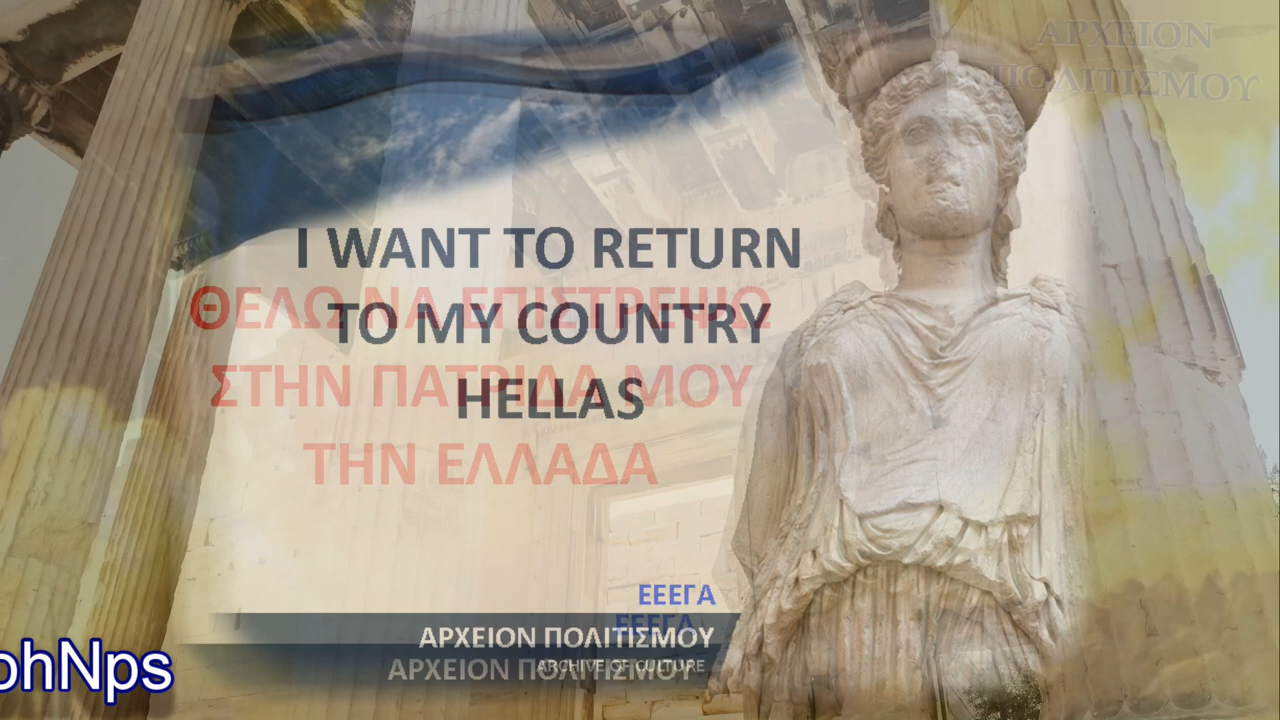 ΑΡΧΕΙΟΝ
ΠΟΛΙΤΙΣΜΟΥ
I WANT TO RETURN
TO MY COUNTRY
HELLAS
ΘΕΛΩ ΝΑ ΕΠΙΣΤΡΕΨΩ
ΣΤΗΝ ΠΑΤΡΙΔΑ ΜΟΥ
ΤΗΝ ΕΛΛΑΔΑ
ΕΕΕΓΑ
ΕΕΕΓΑ
ΑΡΧΕΙΟΝ ΠΟΛΙΤΙΣΜΟΥ
ARCHIVE OF CULTURE
ΑΡΧΕΙΟΝ ΠΟΛΙΤΙΣΜΟΥ
ohNps